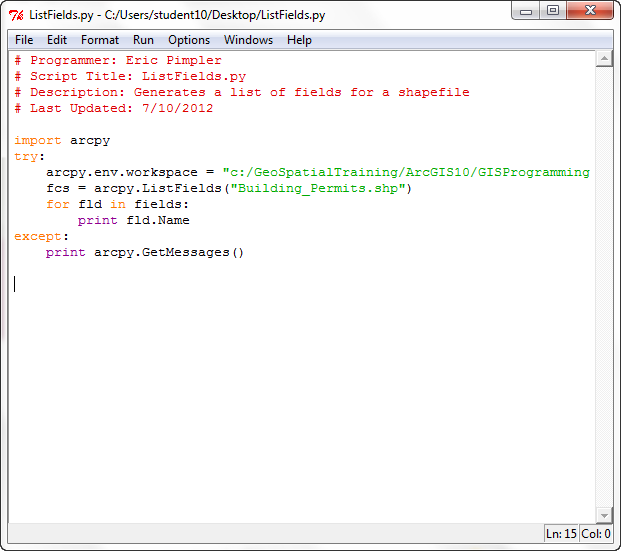 ListFields.py - C:/Users/student10/Desktop/ListFields.py
File Edit Format Run Options Windows Help
# Programmer: Eric Pimpler
# Script Title: ListFields.py
# Description: Generates a list of fields for a shapefile
# Last Updated: 7/10/2012
import arcpy
try:
    arcpy.env.workspace = "c:/GeoSpatialTraining/ArcGIS10/GISProgramming
    fcs = arcpy.ListFields("Building_Permits.shp")
    for fld in fields:
        print fld.Name
except:
    print arcpy.GetMessages()
Ln: 15 Col: 0